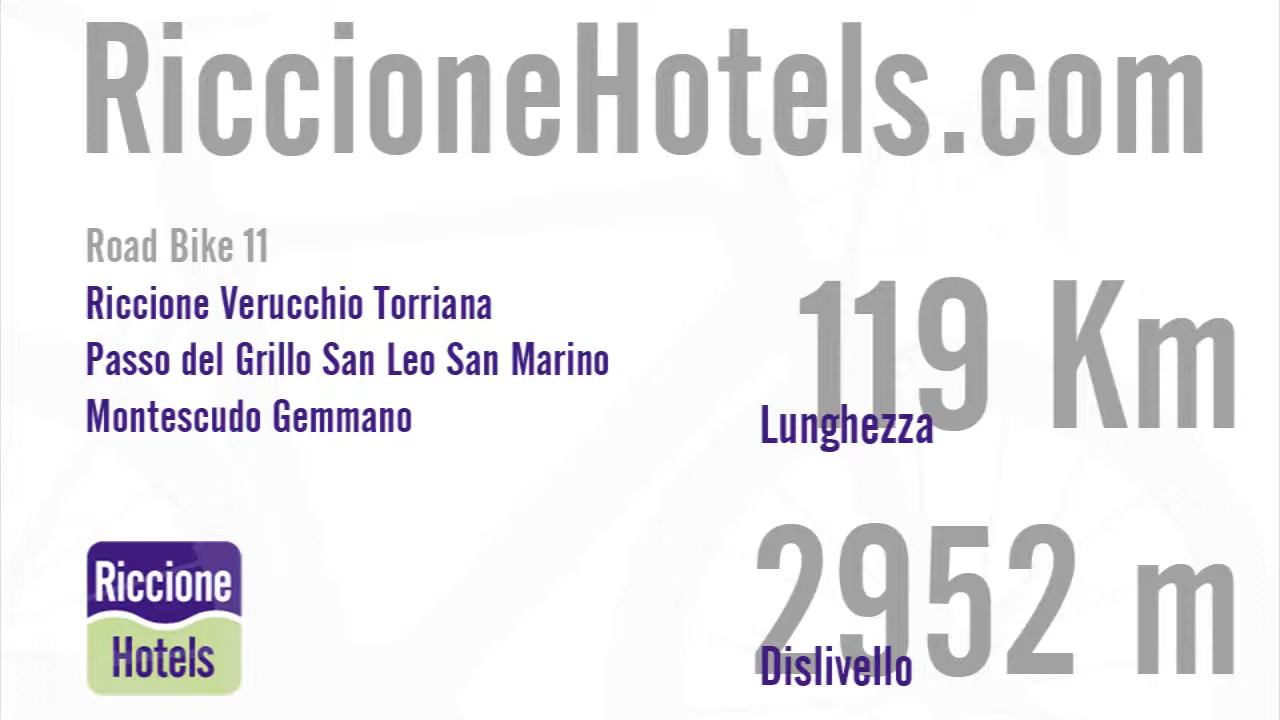 RiccioneHotels.com
Road Bike 11
Riccione Verucchio Torriana
Passo del Grillo San Leo San Marino
Montescudo Gemmano
119 Km
Lunghezza
2952 m
Dislivello
Riccione
Hotels